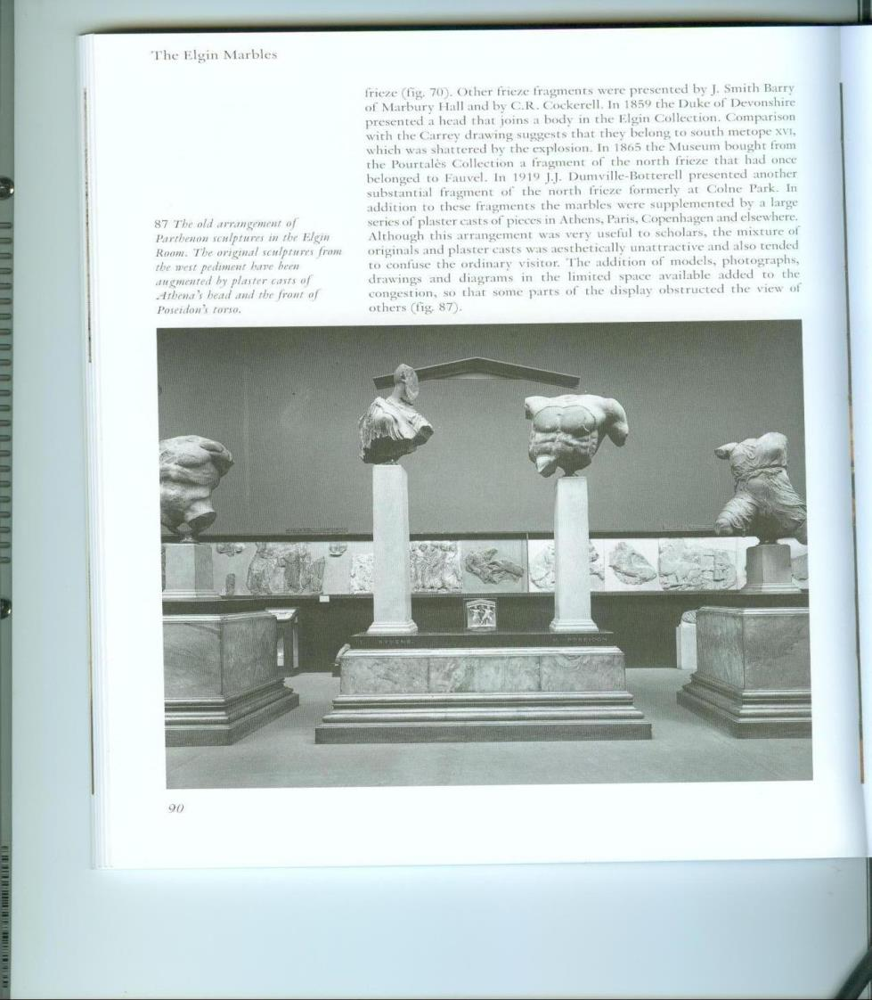 The Elgin Marbles
frieze (fig. 70). Other frieze fragments were presented by J. Smith Barry
of Marbury Hall and by C.R. Cockerell. In 1859 the Duke of Devonshire
presented a head that joins a body in the Elgin Collection. Comparison
with the Carrey drawing suggests that they belong to south metope XVI,
which was shattered by the explosion. In 1865 the Museum bought from
the Pourtalès Collection a fragment of the north frieze that had once
belonged to Fauvel. In 1919 J.J. Dumville-Botterell presented another
substantial fragment of the north frieze formerly at Colne Park. In
addition to these fragments the marbles were supplemented by a large
series of plaster casts of pieces in Athens, Paris, Copenhagen and elsewhere.
Although this arrangement was very useful to scholars, the mixture of
originals and plaster casts was aesthetically unattractive and also tended
to confuse the ordinary visitor. The addition of models, photographs,
drawings and diagrams in the limited space available added to the
congestion, so that some parts of the display obstructed the view of
others (fig. 87).
87 The old arrangement of
Parthenon sculptures in the Elgin
Room. The original sculptures from
the west pediment have been
augmented by plaster casts of
Athena's head and the front of
Poseidon's torso.
POSEIDON
90